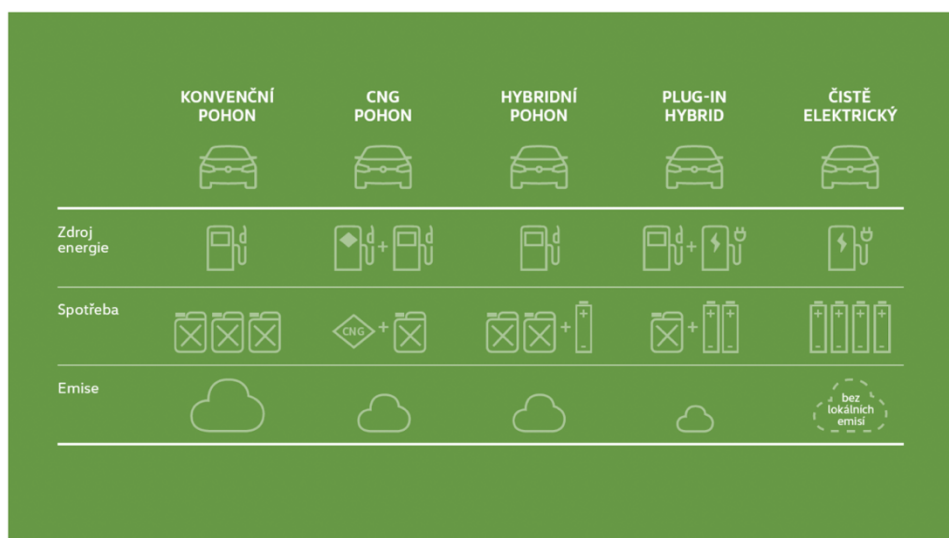 KONVENČNÍ
POHON
CNG
POHON
HYBRIDNÍ
POHON
PLUG-IN
HYBRID
ČISTĚ
ELEKTRICKÝ
Zdroj
energie
Spotřeba
CNG
Emise
bez
lokálních
emisí